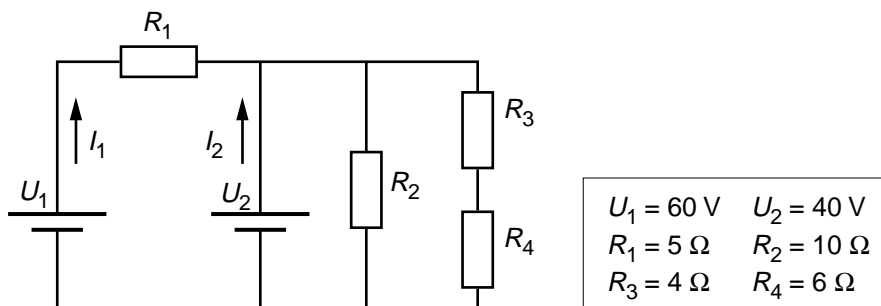 R1
I1
I2
U1
U2
R2
R3
R4
U1 = 60 V U2 = 40 V
R1 = 5 Ω R2 = 10 Ω
R3 = 4 Ω R4 = 6 Ω